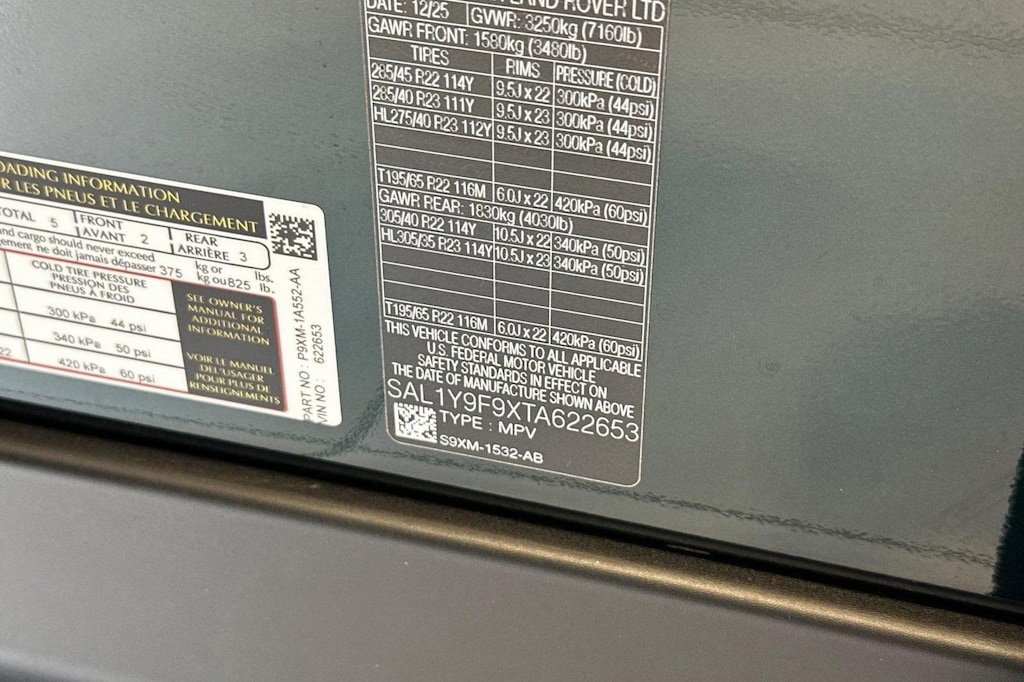 LAND ROVER LTD
DATE: 12/25 GVWR: 3250kg (7160lb)
GAWR FRONT: 1580kg (3480lb)
TIRES RIMS PRESSURE (COLD)
285/45 R22 114Y 9.5J x 22 300kPa (44psi)
285/40 R23 111Y 9.5J x 23 300kPa (44psi)
HL275/40 R23 112Y 9.5J x 23 300kPa (44psi)
T195/65 R22 116M 6.0J x 22 420kPa (60psi)
GAWR REAR: 1830kg (4030lb)
305/40 R22 114Y 10.5J x 22 340kPa (50psi)
HL305/35 R23 114Y 10.5J x 23 340kPa (50psi)
T195/65 R22 116M 6.0J x 22 420kPa (60psi)
THIS VEHICLE CONFORMS TO ALL APPLICABLE
U.S. FEDERAL MOTOR VEHICLE
SAFETY STANDARDS IN EFFECT ON
THE DATE OF MANUFACTURE SHOWN ABOVE
SAL1Y9F9XTA622653
TYPE : MPV
S9XM-1532-AB
OADING INFORMATION
R LES PNEUS ET LE CHARGEMENT
TOTAL 5 FRONT AVANT 2 REAR ARRIÈRE 3
and cargo should never exceed
gement ne doit jamais dépasser 375 kg or kg ou 825 lbs. lb.
COLD TIRE PRESSURE
PRESSION DES
PNEUS A FROID
300 kPa 44 psi
340 kPa 50 psi
22 420 kPa 60 psi
SEE OWNER'S
MANUAL FOR
ADDITIONAL
INFORMATION
VOIR LE MANUEL
DE L'USAGER
POUR PLUS DE
RENSEIGNEMENTS
PART NO: P9XM-1A552-AA
VIN NO: 622653